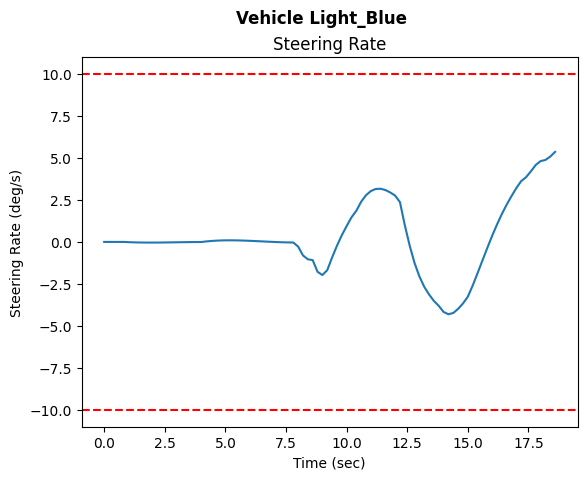 Vehicle Light_Blue
Steering Rate
10.0
7.5
5.0
2.5
0.0
−2.5
−5.0
−7.5
−10.0
Steering Rate (deg/s)
0.0 2.5 5.0 7.5 10.0 12.5 15.0 17.5
Time (sec)